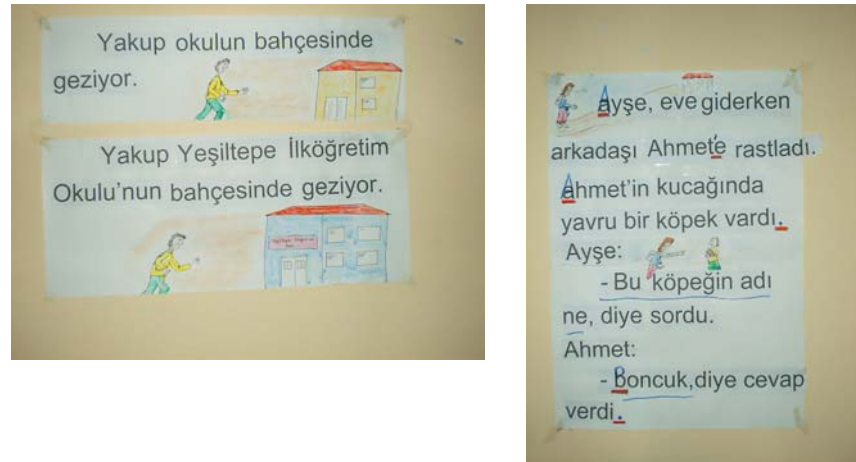 Yakup okulun bahçesinde
geziyor.
Yakup Yeşiltepe İlköğretim
Okulu'nun bahçesinde geziyor.
Ayşe, eve giderken
arkadaşı Ahmet'e rastladı.
Ahmet'in kucağında
yavru bir köpek vardı.
Ayşe:
- Bu köpeğin adı
ne, diye sordu.
Ahmet:
- Boncuk,diye cevap
verdi.